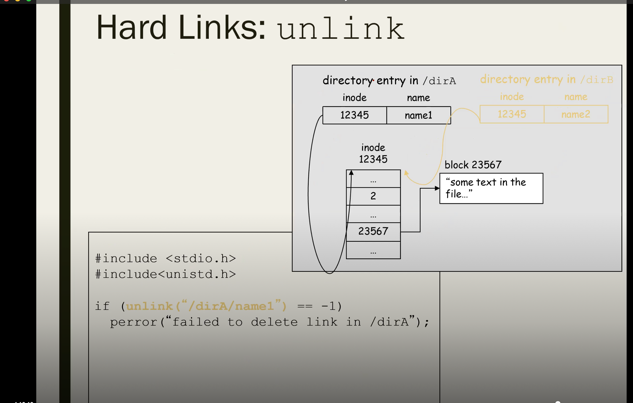 Hard Links: unlink
directory entry in /dirA
directory entry in /dirB
inode name
inode name
12345 name1
12345 name2
inode
12345
block 23567
...
"some text in the
file..."
2
...
23567
...
#include <stdio.h>
#include<unistd.h>
if (unlink("/dirA/name1") == -1)
perror("failed to delete link in /dirA");